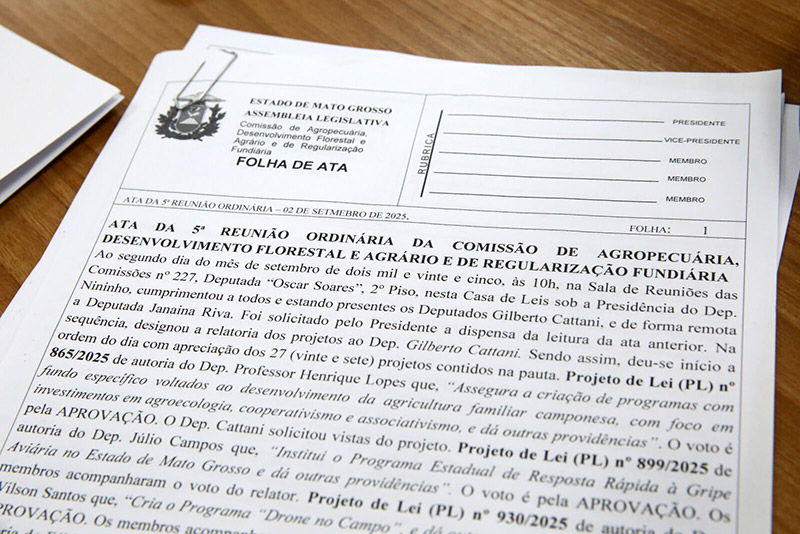 ESTADO DE MATO GROSSO
ASSEMBLEIA LEGISLATIVA
Comissão de Agropecuária,
Desenvolvimento Florestal e
Agrário e de Regularização
Fundiária
FOLHA DE ATA
RUBRICA
PRESIDENTE
VICE-PRESIDENTE
MEMBRO
MEMBRO
MEMBRO
ATA DA 5ª REUNIÃO ORDINÁRIA – 02 DE SETMEBRO DE 2025.
FOLHA: 1
ATA DA 5ª REUNIÃO ORDINÁRIA DA COMISSÃO DE AGROPECUÁRIA,
DESENVOLVIMENTO FLORESTAL E AGRÁRIO E DE REGULARIZAÇÃO FUNDIÁRIA
Ao segundo dia do mês de setembro de dois mil e vinte e cinco, às 10h, na Sala de Reuniões das
Comissões nº 227, Deputada “Oscar Soares”, 2º Piso, nesta Casa de Leis sob a Presidência do Dep.
Nininho, cumprimentou a todos e estando presentes os Deputados Gilberto Cattani, e de forma remota
a Deputada Janaina Riva. Foi solicitado pelo Presidente a dispensa da leitura da ata anterior. Na
sequência, designou a relatoria dos projetos ao Dep. Gilberto Cattani. Sendo assim, deu-se início a
ordem do dia com apreciação dos 27 (vinte e sete) projetos contidos na pauta. Projeto de Lei (PL) nº
865/2025 de autoria do Dep. Professor Henrique Lopes que, “Assegura a criação de programas com
fundo específico voltados ao desenvolvimento da agricultura familiar camponesa, com foco em
investimentos em agroecologia, cooperativismo e associativismo, e dá outras providências”. O voto é
pela APROVAÇÃO. O Dep. Cattani solicitou vistas do projeto. Projeto de Lei (PL) nº 899/2025 de
autoria do Dep. Júlio Campos que, “Institui o Programa Estadual de Resposta Rápida à Gripe
Aviária no Estado de Mato Grosso e dá outras providências”. O voto é pela APROVAÇÃO. Os
membros acompanharam o voto do relator. Projeto de Lei (PL) nº 930/2025 de autoria do Dep.
Wilson Santos que, “Cria o Programa “Drone no Campo”, e dá outras
APROVAÇÃO. Os membros